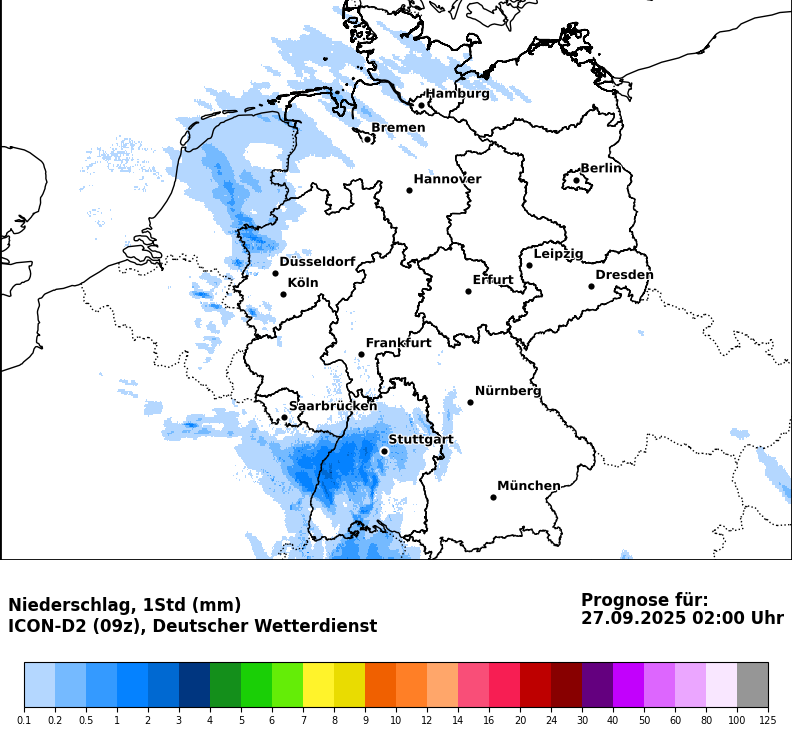 Hamburg
Bremen
Berlin
Hannover
Leipzig
Düsseldorf
Dresden
Köln
Erfurt
Frankfurt
Nürnberg
Saarbrücken
Stuttgart
München
Niederschlag, 1Std (mm)
ICON-D2 (09z), Deutscher Wetterdienst
Prognose für:
27.09.2025 02:00 Uhr
0.1 0.2 0.5 1 2 3 4 5 6 7 8 9 10 12 14 16 20 24 30 40 50 60 80 100 125